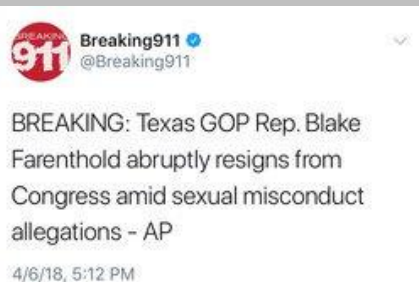 BREAKING
911
Breaking911
@Breaking911
BREAKING: Texas GOP Rep. Blake
Farenthold abruptly resigns from
Congress amid sexual misconduct
allegations - AP
4/6/18, 5:12 PM